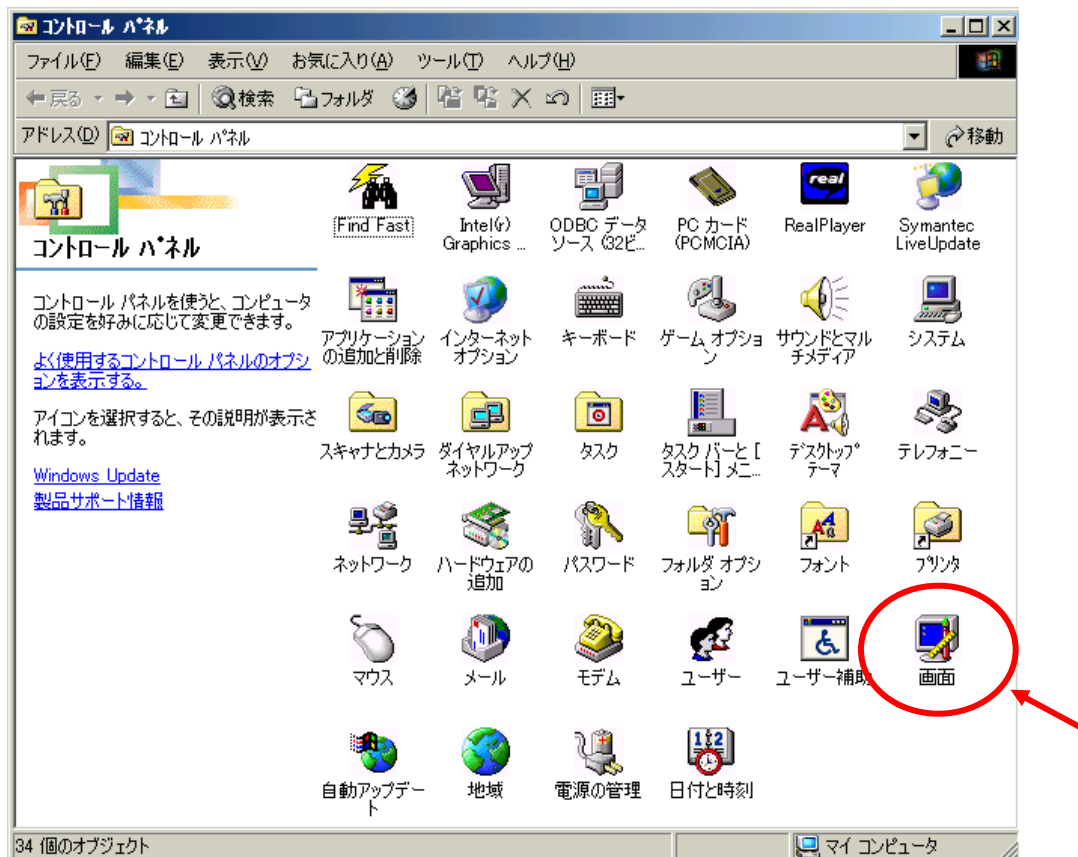 コントロール パネル
ファイル(F) 編集(E) 表示(V) お気に入り(A) ツール(T) ヘルプ(H)
戻る 検索 フォルダ
アドレス(D) コントロール パネル 移動
コントロール パネル
コントロール パネルを使うと、コンピュータ
の設定を好みに応じて変更できます。
よく使用するコントロール パネルのオプシ
ョンを表示する。
アイコンを選択すると、その説明が表示さ
れます。
Windows Update
製品サポート情報
Find Fast
Intel(r)
Graphics ...
ODBC データ
ソース (32ビ...
PC カード
(PCMCIA)
real
RealPlayer
Symantec
LiveUpdate
アプリケーション
の追加と削除
インターネット
オプション
キーボード
ゲーム オプショ
ン
サウンドとマル
チメディア
システム
スキャナとカメラ
ダイヤルアップ
ネットワーク
タスク
タスク バーと [
スタート] メニ...
デスクトップ
テーマ
テレフォニー
ネットワーク
ハードウェアの
追加
パスワード
フォルダ オプシ
ョン
フォント
プリンタ
マウス
メール
モデム
ユーザー
ユーザー補助
画面
自動アップデー
ト
地域
電源の管理
日付と時刻
34 個のオブジェクト マイ コンピュータ